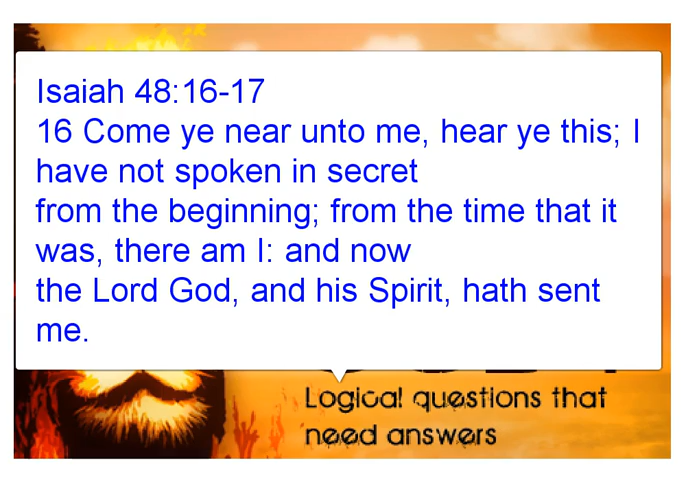 Isaiah 48:16-17
16 Come ye near unto me, hear ye this; I
have not spoken in secret
from the beginning; from the time that it
was, there am I: and now
the Lord God, and his Spirit, hath sent
me.
Logical questions that
need answers